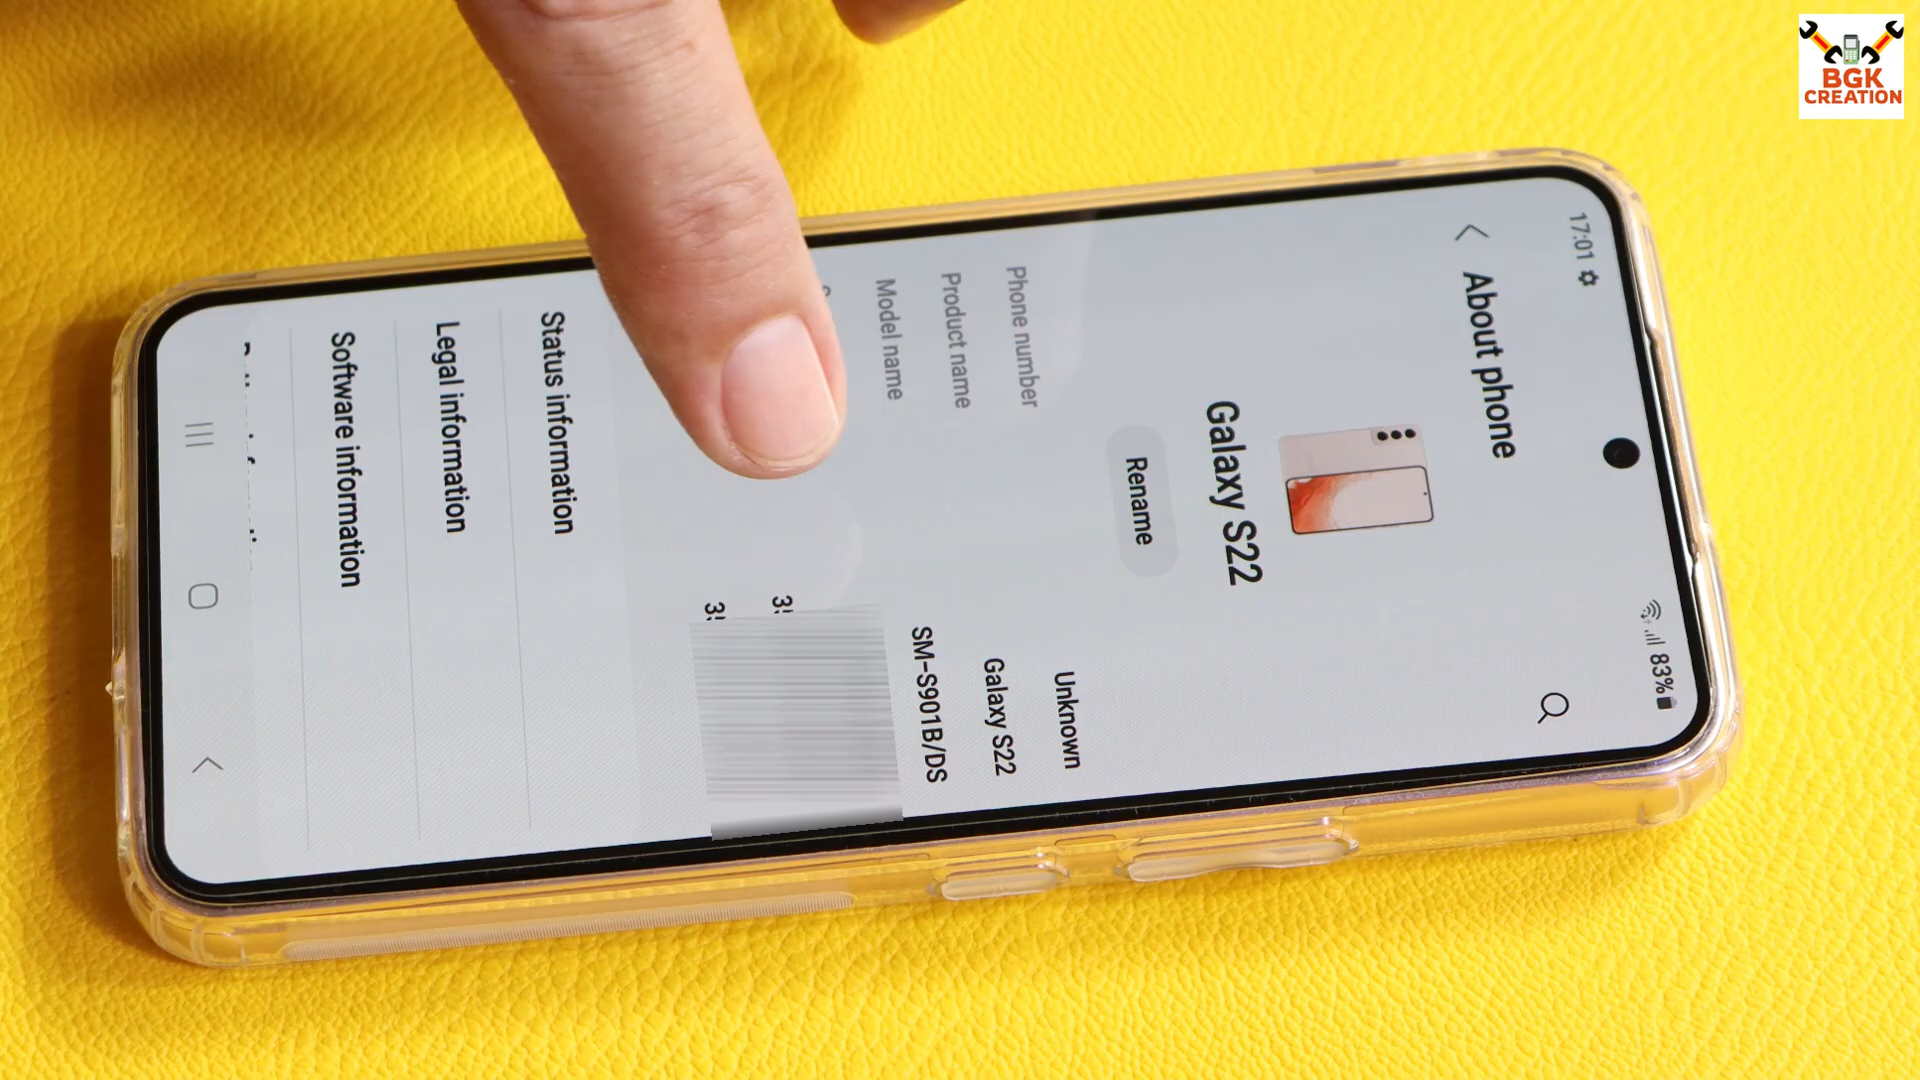 BGK
CREATION
17:01
83%
About phone
Galaxy S22
Rename
Phone number
Unknown
Product name
Galaxy S22
Model name
SM-S901B/DS
Status information
Legal information
Software information